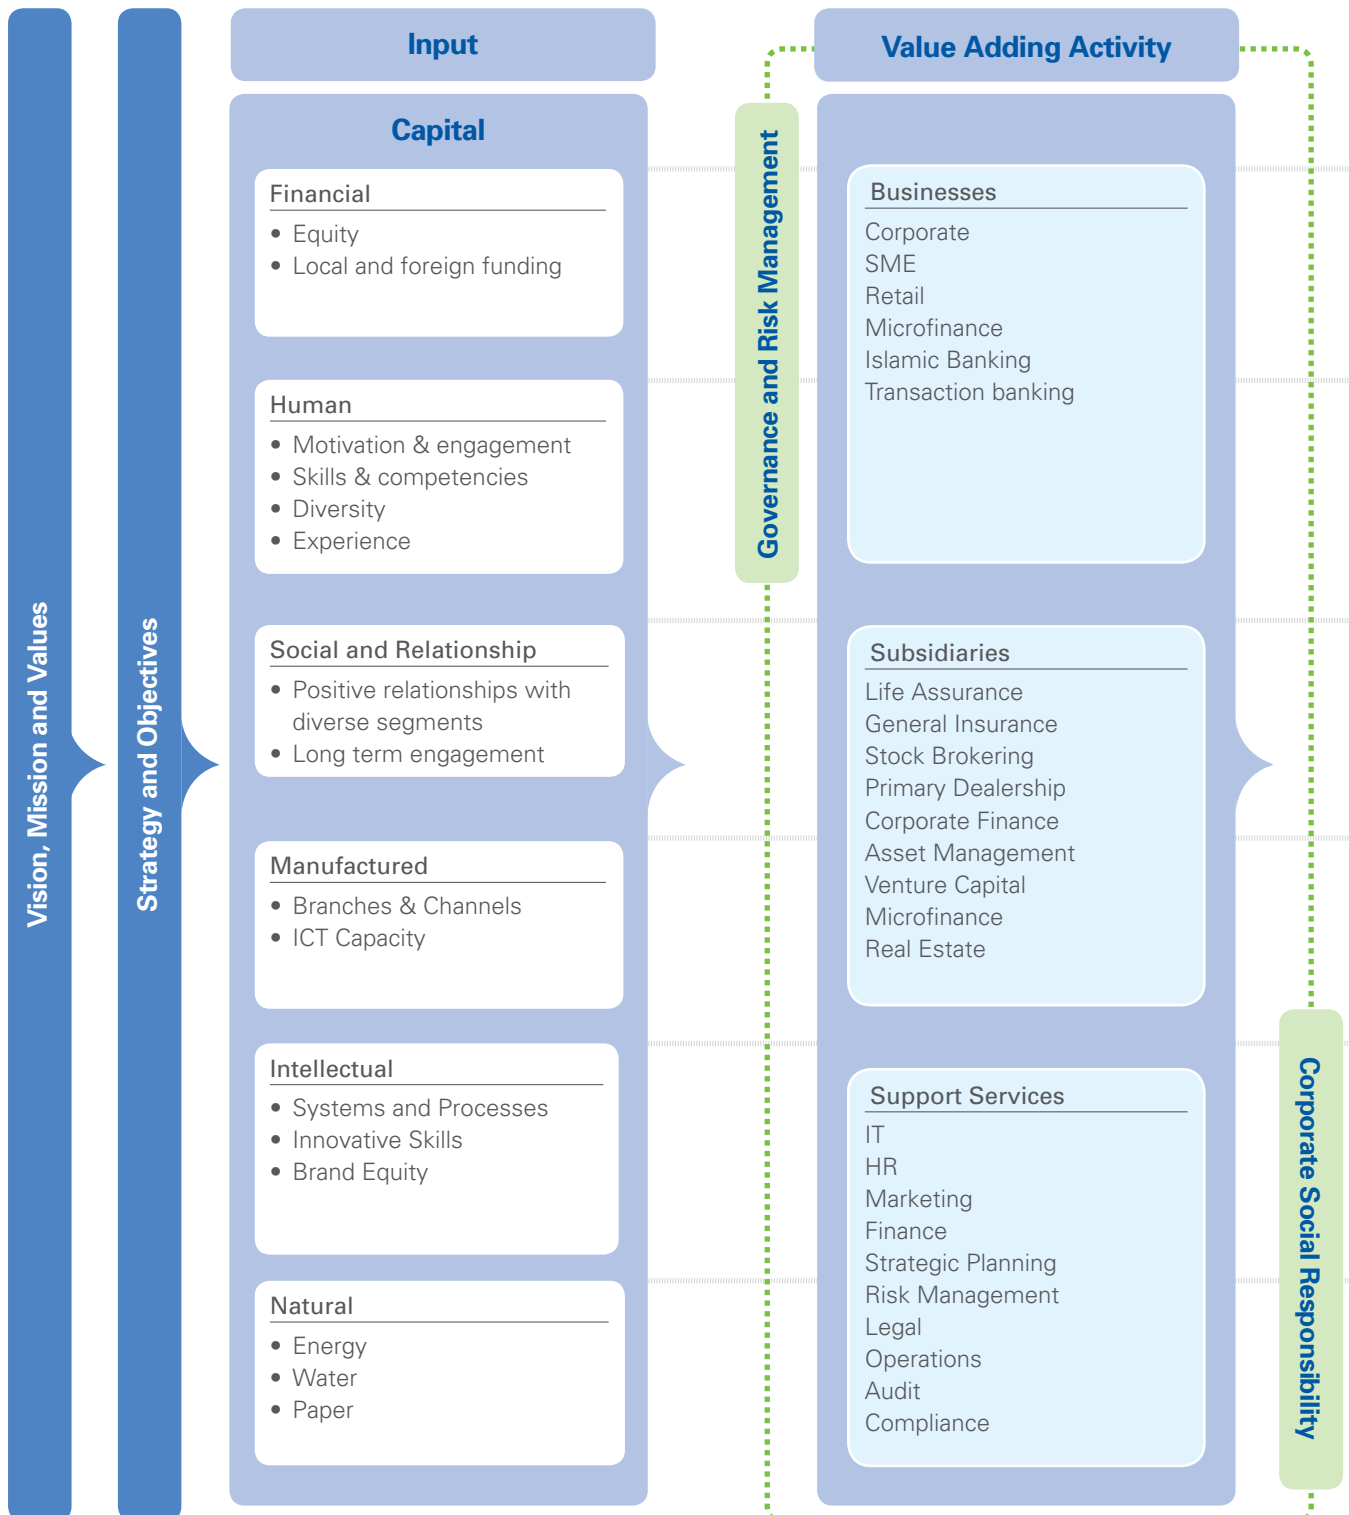 Vision, Mission and Values
Strategy and Objectives
Input
Capital
Financial
• Equity
• Local and foreign funding
Human
• Motivation & engagement
• Skills & competencies
• Diversity
• Experience
Social and Relationship
• Positive relationships with
diverse segments
• Long term engagement
Manufactured
• Branches & Channels
• ICT Capacity
Intellectual
• Systems and Processes
• Innovative Skills
• Brand Equity
Natural
• Energy
• Water
• Paper
Governance and Risk Management
Value Adding Activity
Businesses
Corporate
SME
Retail
Microfinance
Islamic Banking
Transaction banking
Subsidiaries
Life Assurance
General Insurance
Stock Brokering
Primary Dealership
Corporate Finance
Asset Management
Venture Capital
Microfinance
Real Estate
Support Services
IT
HR
Marketing
Finance
Strategic Planning
Risk Management
Legal
Operations
Audit
Compliance
Corporate Social Responsibility